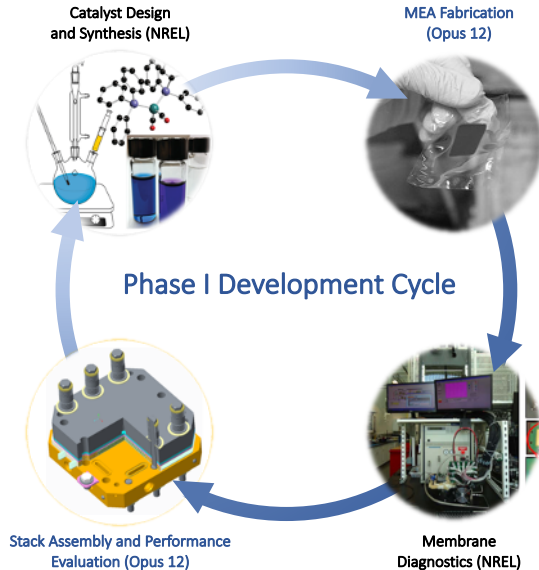 Catalyst Design
and Synthesis (NREL)
MEA Fabrication
(Opus 12)
Phase I Development Cycle
Stack Assembly and Performance
Evaluation (Opus 12)
Membrane
Diagnostics (NREL)